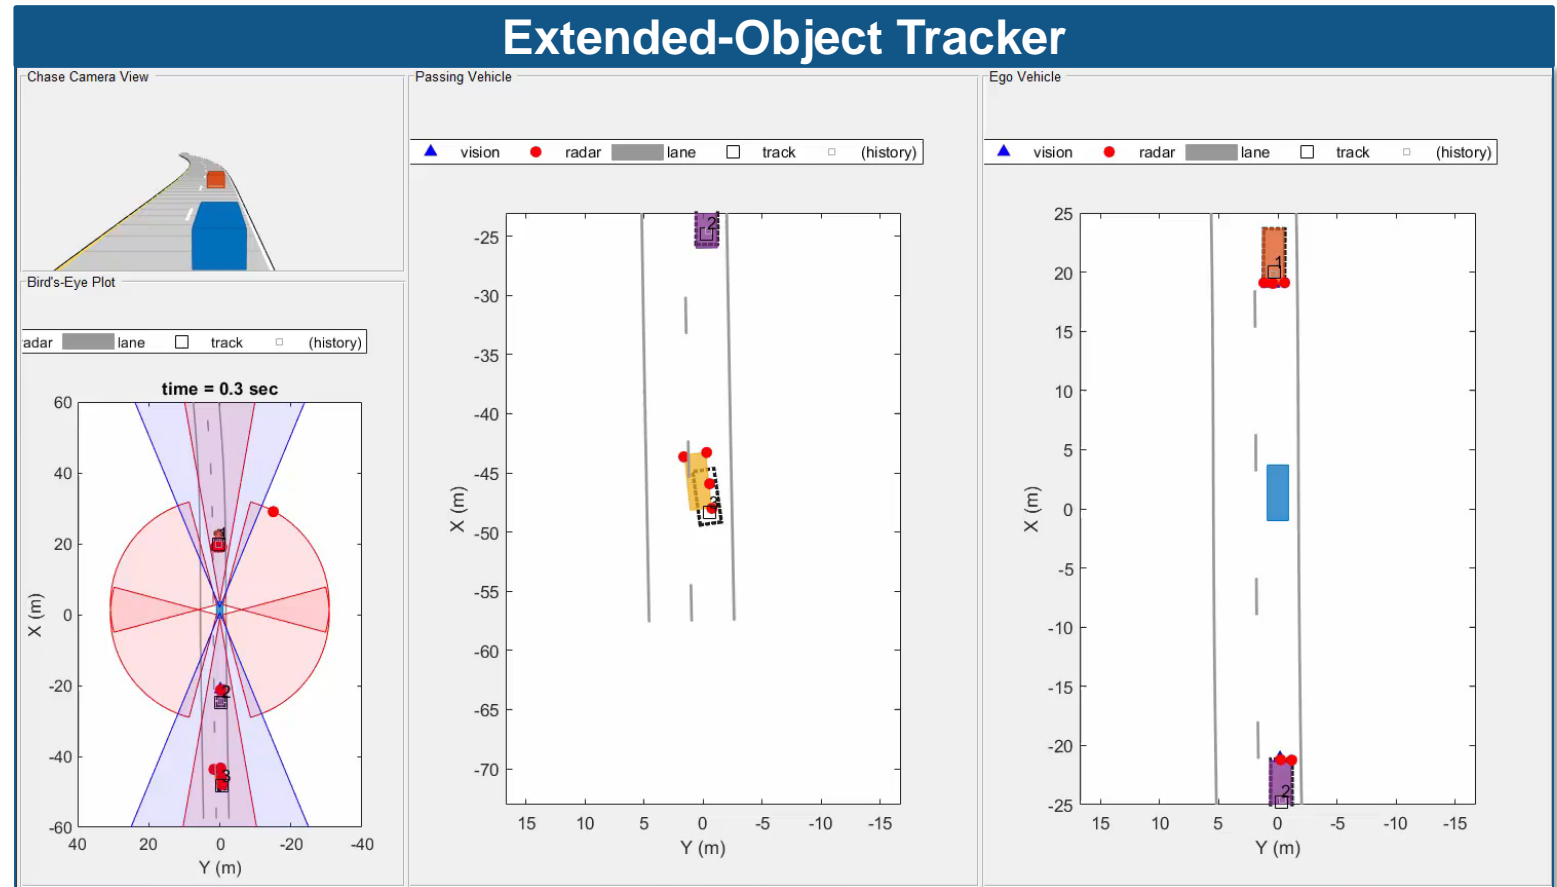 Extended-Object Tracker
Chase Camera View
Bird's-Eye Plot
adar lane track (history)
time = 0.3 sec
60
40
20
0
-20
-40
-60
1
2
3
40 20 0 -20 -40
X (m)
Y (m)
Passing Vehicle
vision radar lane track (history)
-25
-30
-35
-40
-45
-50
-55
-60
-65
-70
2
3
15 10 5 0 -5 -10 -15
X (m)
Y (m)
Ego Vehicle
vision radar lane track (history)
25
20
15
10
5
0
-5
-10
-15
-20
-25
1
2
15 10 5 0 -5 -10 -15
X (m)
Y (m)